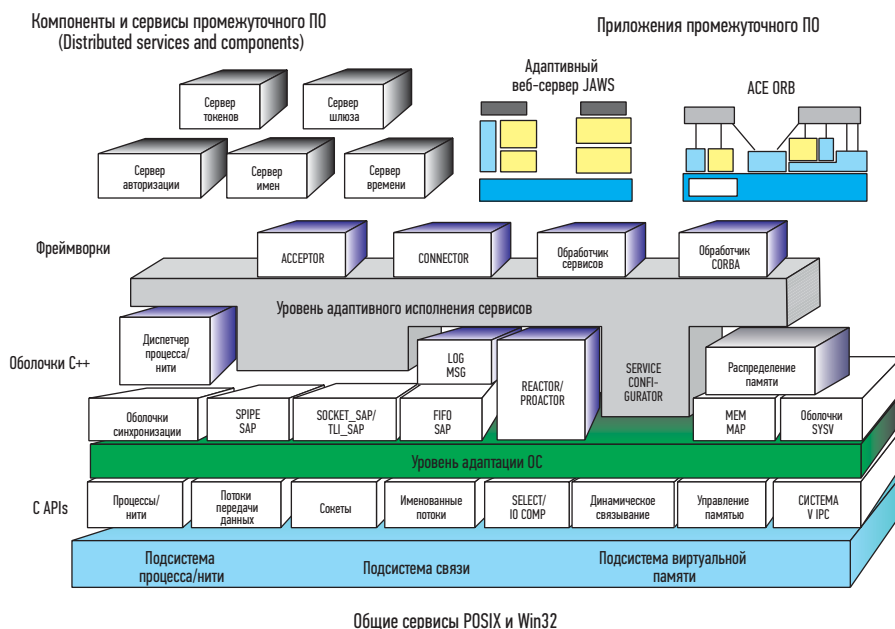 Компоненты и сервисы промежуточного ПО
(Distributed services and components)
Приложения промежуточного ПО
Адаптивный
веб-сервер JAWS
ACE ORB
Сервер
токенов
Сервер
шлюза
Сервер
авторизации
Сервер
имен
Сервер
времени
Фреймворки
ACCEPTOR
CONNECTOR
Обработчик
сервисов
Обработчик
CORBA
Уровень адаптивного исполнения сервисов
Диспетчер
процесса/
нити
Оболочки C++
LOG
MSG
REACTOR/
PROACTOR
SERVICE
CONFI-
GURATOR
Распределение
памяти
Оболочки
синхронизации
SPIPE
SAP
SOCKET_SAP/
TLI_SAP
FIFO
SAP
MEM
MAP
Оболочки
SYSV
Уровень адаптации ОС
C APIs
Процессы/
нити
Потоки
передачи
данных
Сокеты
Именованные
потоки
SELECT/
IO COMP
Динамическое
связывание
Управление
памятью
СИСТЕМА
V IPC
Подсистема
процесса/нити
Подсистема связи
Подсистема виртуальной
памяти
Общие сервисы POSIX и Win32